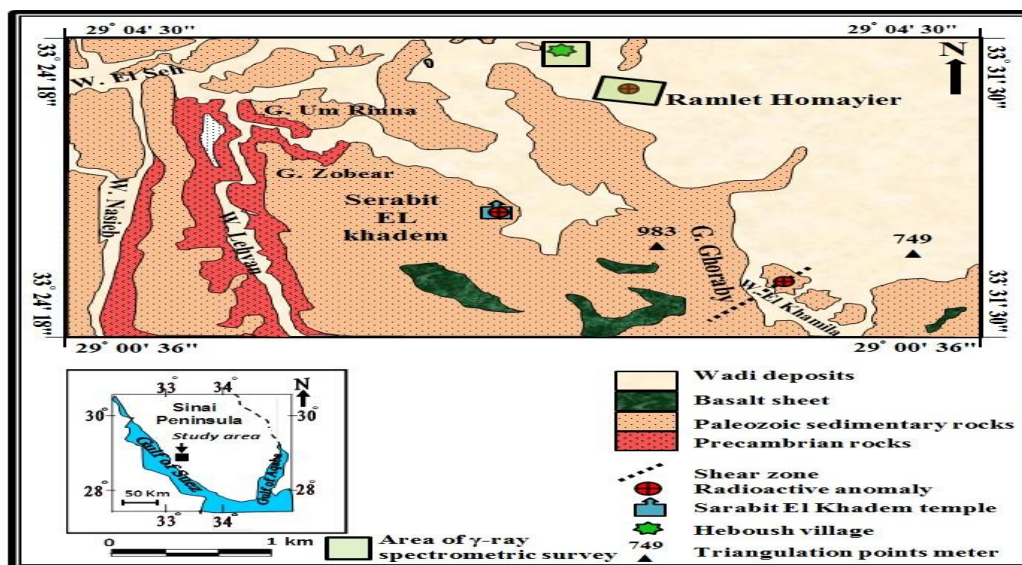 29° 04' 30"
29° 04' 30"
33° 24' 18"
33° 31' 30"
N
W. El Seh
G. Um Rinna
Ramlet Homayier
G. Zobear
W. Nasieb
W. Lehyan
Serabit
EL
khadem
983
749
G. Ghoraby
W. El Khamila
33° 24' 18"
33° 31' 30"
29° 00' 36"
29° 00' 36"
33° 34°
N
30°
30°
Sinai
Peninsula
Study area
Gulf of Suez
Gulf of Aqaba
28°
28°
50 Km
33° 34°
0 1 km
Wadi deposits
Basalt sheet
Paleozoic sedimentary rocks
Precambrian rocks
Shear zone
Radioactive anomaly
Sarabit El Khadem temple
Heboush village
749
Triangulation points meter
Area of γ-ray
spectrometric survey